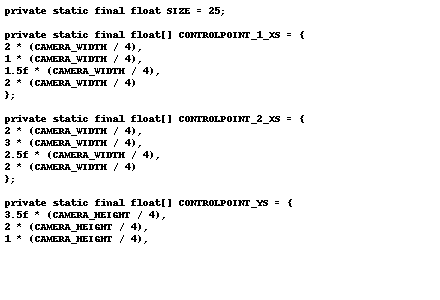 private static final float SIZE = 25;
private static final float[] CONTROLPOINT_1_XS = {
2 * (CAMERA_WIDTH / 4),
1 * (CAMERA_WIDTH / 4),
1.5f * (CAMERA_WIDTH / 4),
2 * (CAMERA_WIDTH / 4)
};
private static final float[] CONTROLPOINT_2_XS = {
2 * (CAMERA_WIDTH / 4),
3 * (CAMERA_WIDTH / 4),
2.5f * (CAMERA_WIDTH / 4),
2 * (CAMERA_WIDTH / 4)
};
private static final float[] CONTROLPOINT_YS = {
3.5f * (CAMERA_HEIGHT / 4),
2 * (CAMERA_HEIGHT / 4),
1 * (CAMERA_HEIGHT / 4),